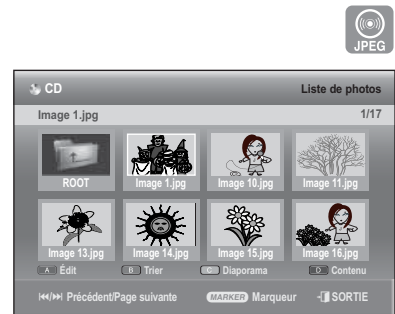 JPEG
CD Liste de photos
Image 1.jpg 1/17
ROOT Image 1.jpg Image 10.jpg Image 11.jpg
Image 13.jpg Image 14.jpg Image 15.jpg Image 16.jpg
A Édit B Trier C Diaporama D Contenu
Précédent/Page suivante MARKER Marqueur SORTIE